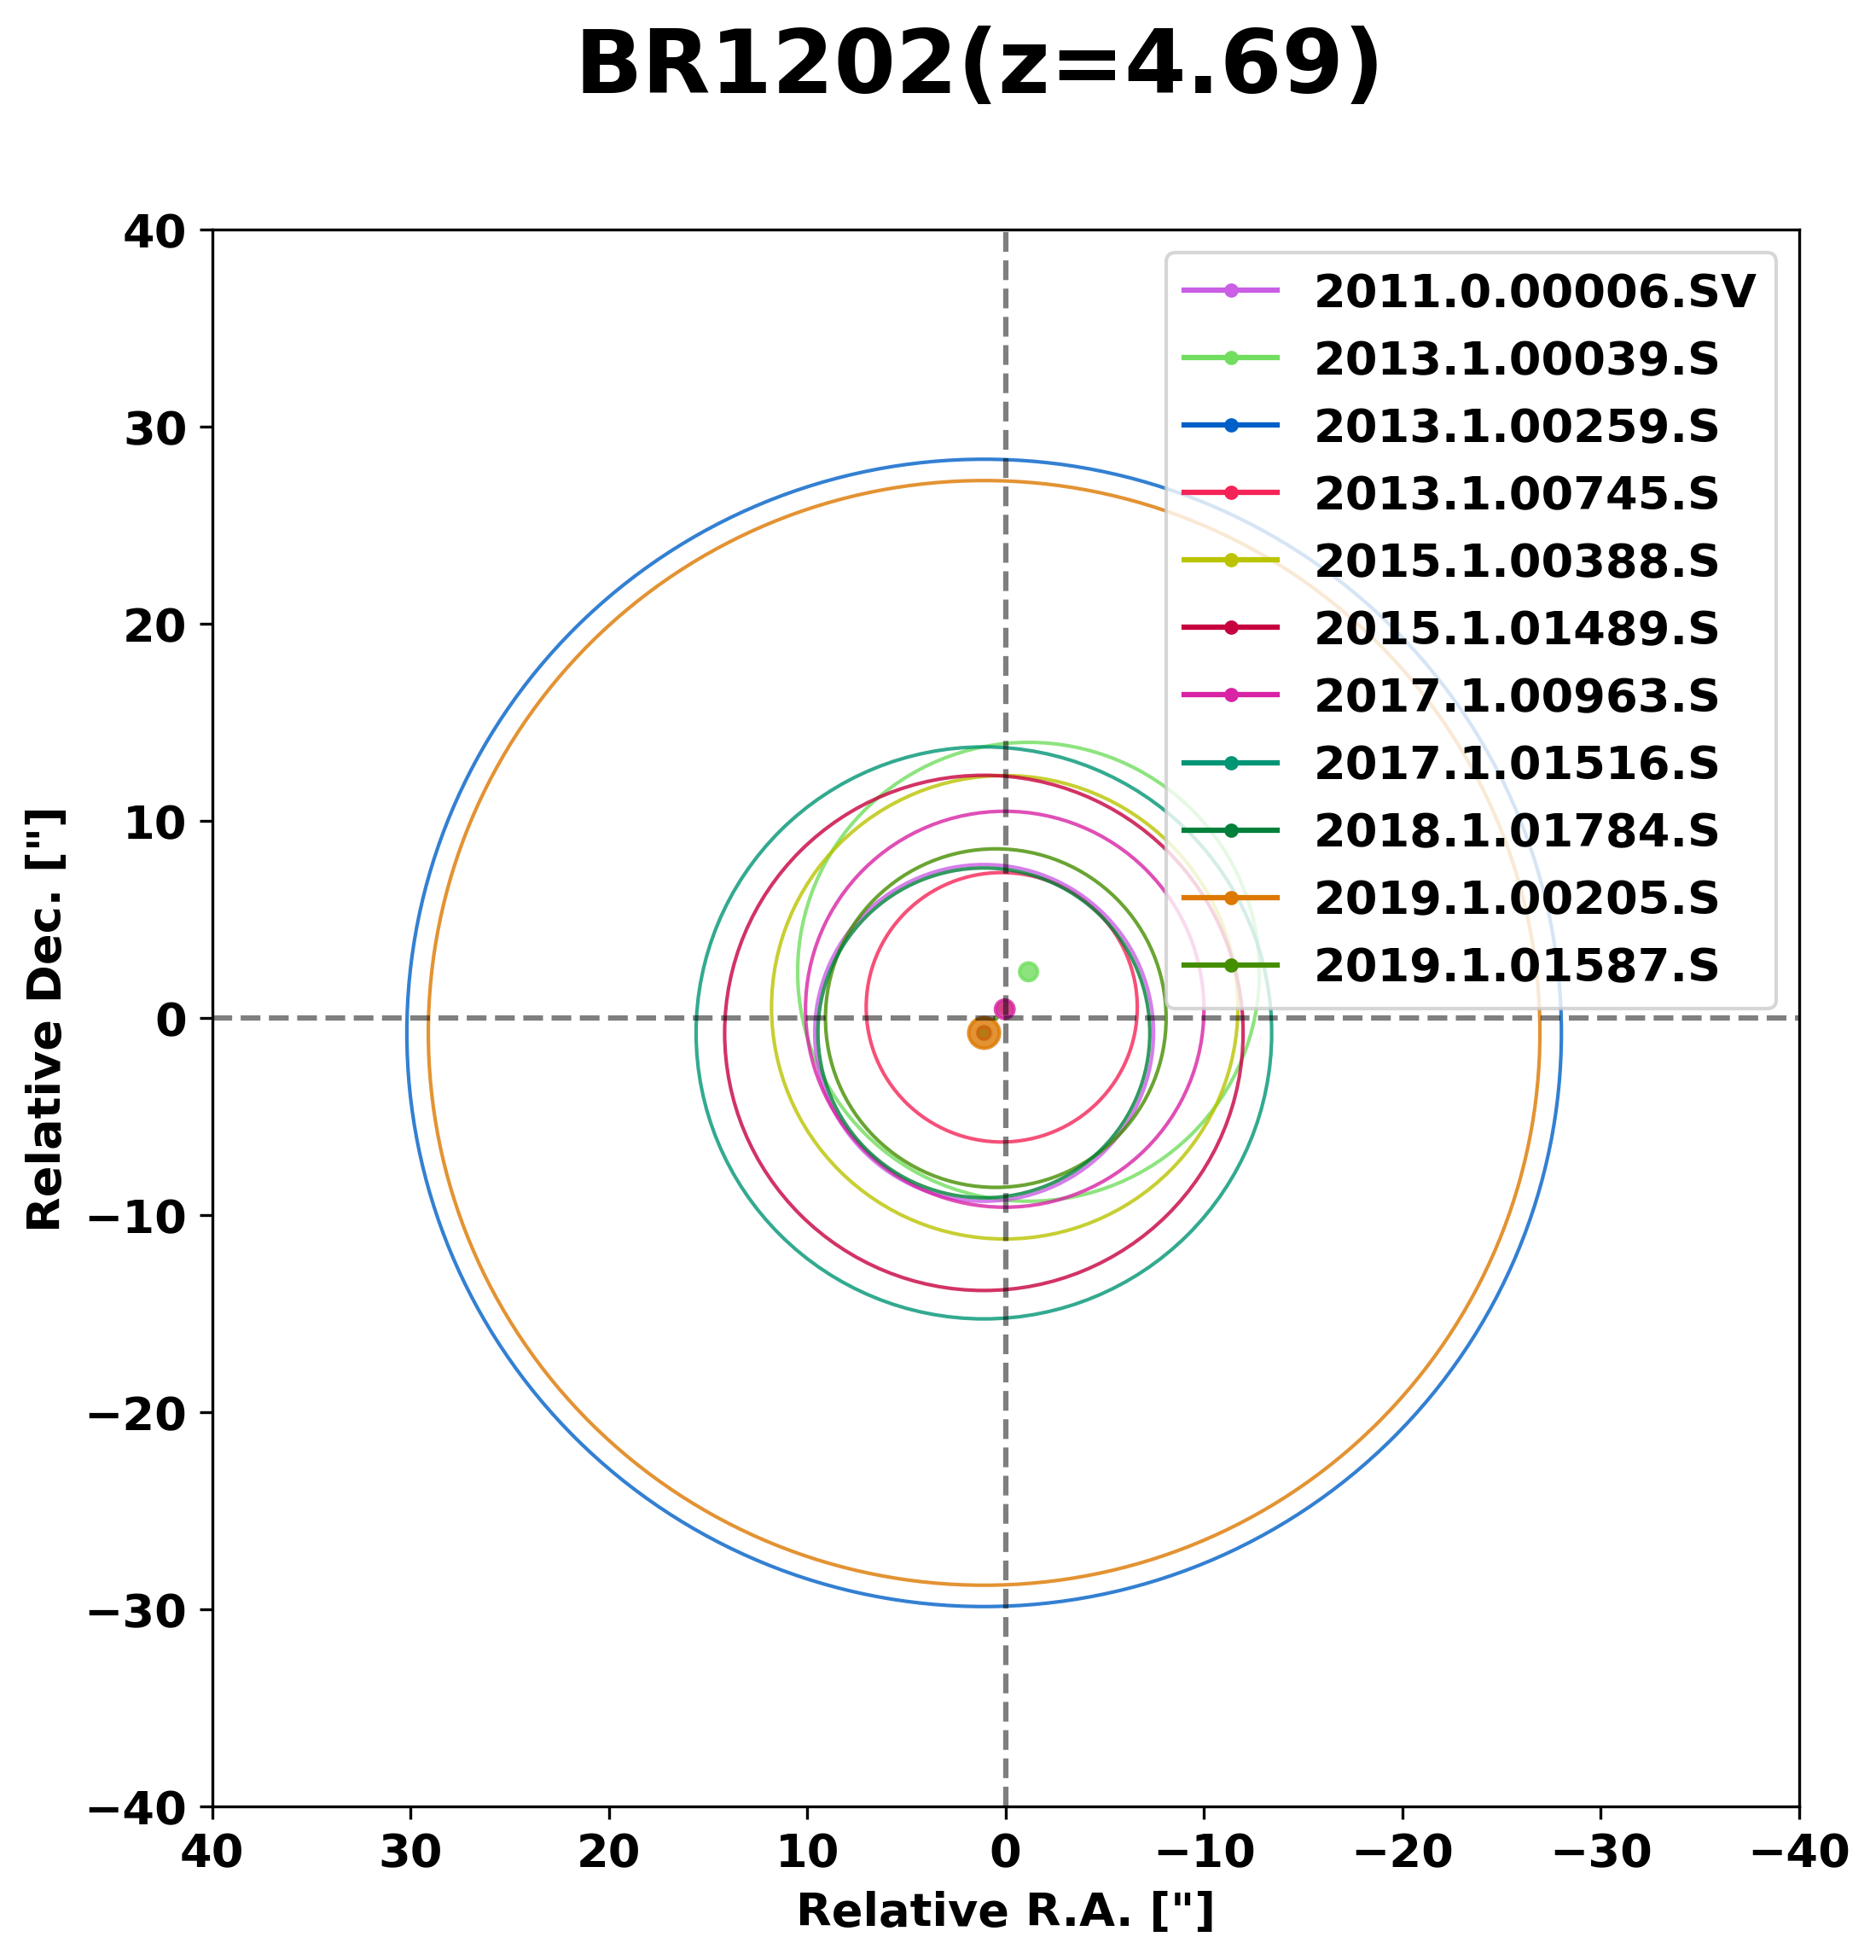 BR1202(z=4.69)
2011.0.00006.SV
2013.1.00039.S
2013.1.00259.S
2013.1.00745.S
2015.1.00388.S
2015.1.01489.S
2017.1.00963.S
2017.1.01516.S
2018.1.01784.S
2019.1.00205.S
2019.1.01587.S
40
30
20
10
0
−10
−20
−30
−40
Relative Dec. ["]
40 30 20 10 0 −10 −20 −30 −40
Relative R.A. ["]